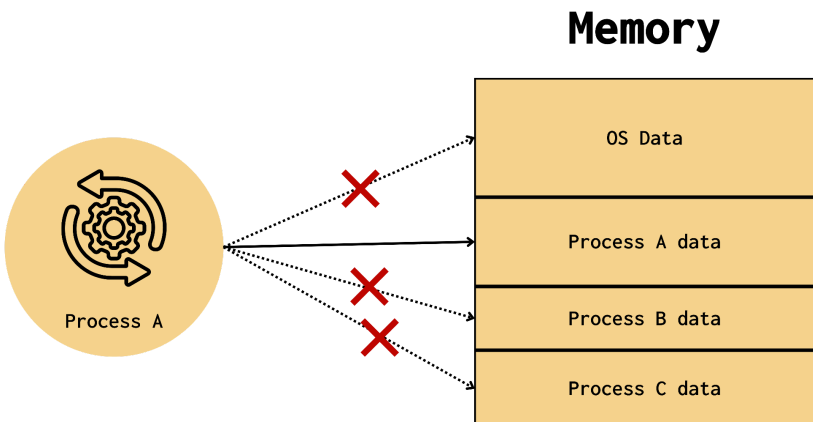 Memory
OS Data
Process A data
Process A
Process B data
Process C data